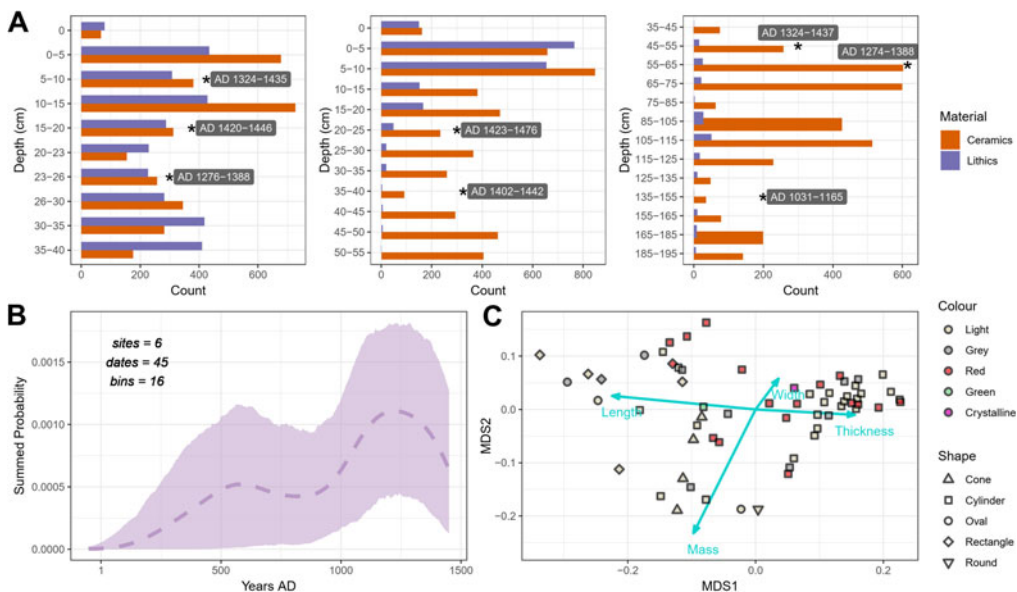 A
Depth (cm)
0
0−5
5−10
10−15
15−20
20−23
23−26
26−30
30−35
35−40
AD 1324−1435
AD 1420−1446
AD 1276−1388
0 200 400 600
Count
Depth (cm)
0
0−5
5−10
10−15
15−20
20−25
25−30
30−35
35−40
40−45
45−50
50−55
AD 1423−1476
AD 1402−1442
0 200 400 600 800
Count
Depth (cm)
35−45
45−55
55−65
65−75
75−85
85−105
105−115
115−125
125−135
135−155
155−165
165−185
185−195
AD 1324−1437
AD 1274−1388
AD 1031−1165
0 200 400 600
Count
Material
Ceramics
Lithics
B
sites = 6
dates = 45
bins = 16
Summed Probability
0.0015
0.0010
0.0005
0.0000
1 500 1000 1500
Years AD
C
MDS2
0.1
0.0
−0.1
−0.2
Length
Width
Thickness
Mass
−0.2 0.0 0.2
MDS1
Colour
Light
Grey
Red
Green
Crystalline
Shape
Cone
Cylinder
Oval
Rectangle
Round